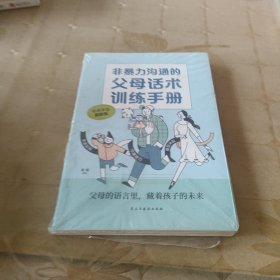 非暴力沟通的
父母话术
训练手册
父母的语言里，藏着孩子的未来